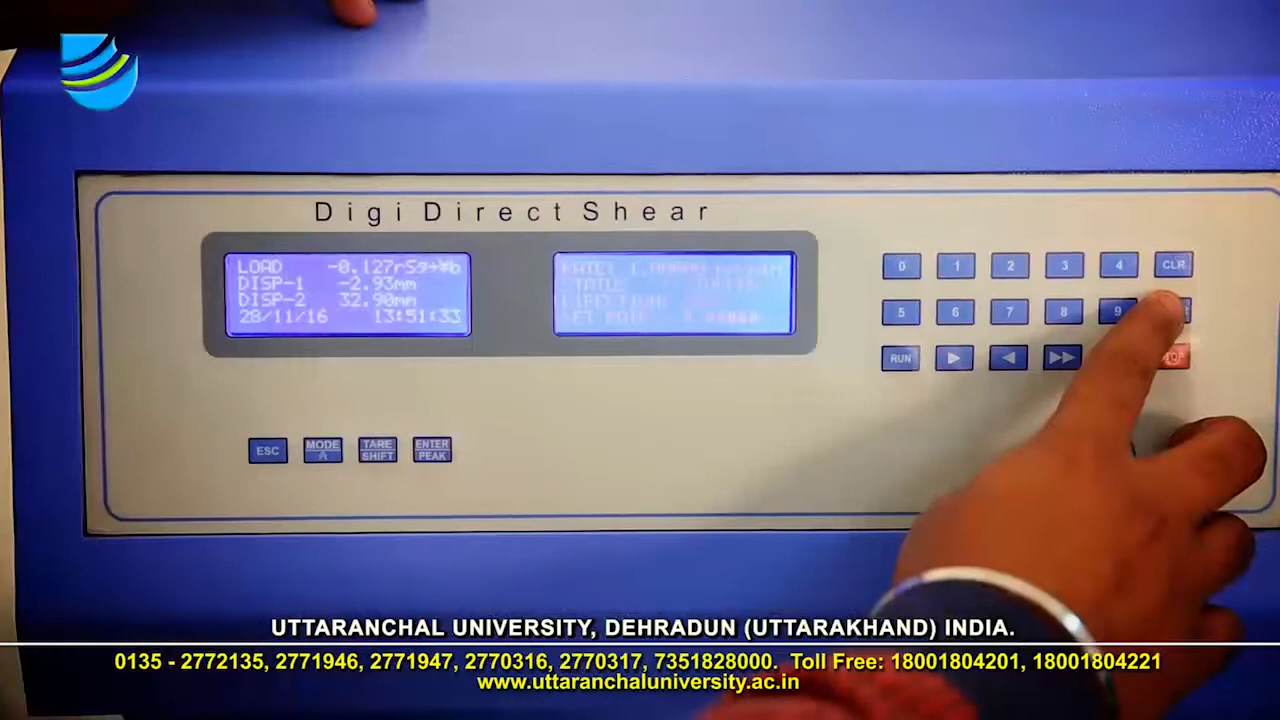 Digi Direct Shear
LOAD -0.127
DISP-1 -2.93mm
DISP-2 32.90mm
28/11/16 13:51:33
0 1 2 3 4 CLR
5 6 7 8 9
RUN
ESC MODE TARE SHIFT ENTER PEAK
UTTARANCHAL UNIVERSITY, DEHRADUN (UTTARAKHAND) INDIA.
0135 - 2772135, 2771946, 2771947, 2770316, 2770317, 7351828000. Toll Free: 18001804201, 18001804221
www.uttaranchaluniversity.ac.in